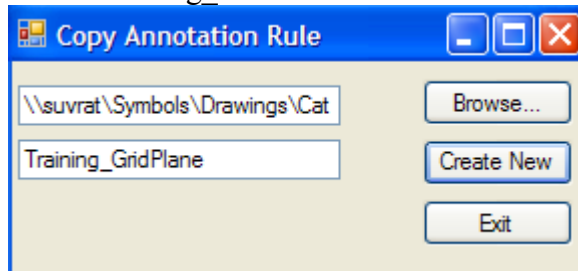 Copy Annotation Rule
\\suvrat\Symbols\Drawings\Cat Browse...
Training_GridPlane Create New
Exit